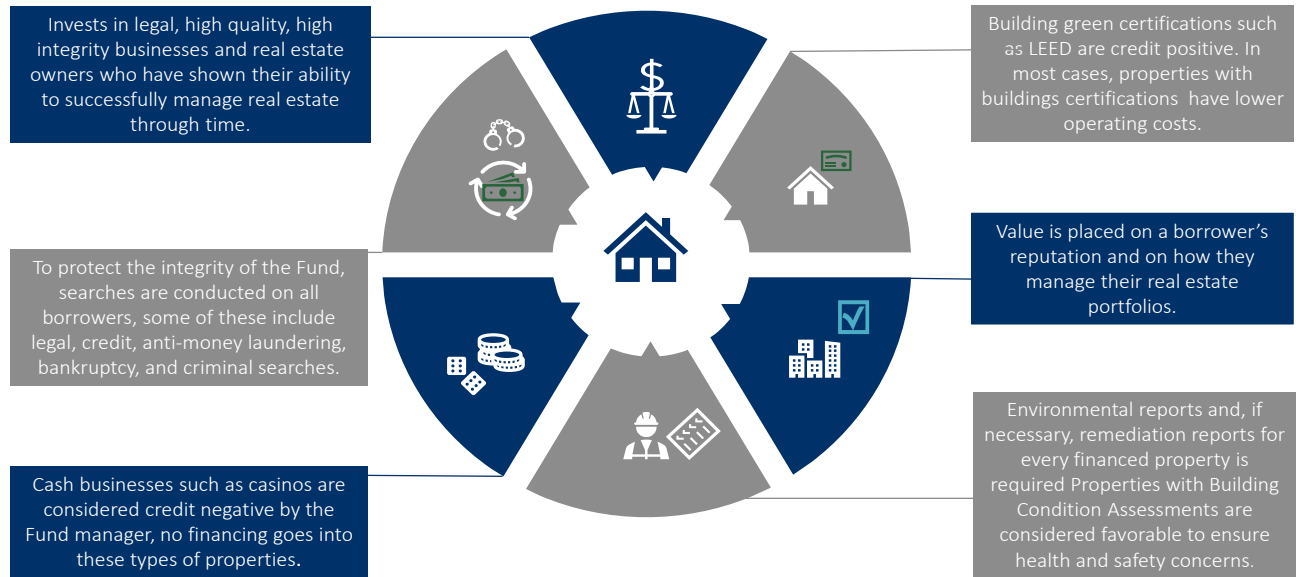 Invests in legal, high quality, high
integrity businesses and real estate
owners who have shown their ability
to successfully manage real estate
through time.
Building green certifications such
as LEED are credit positive. In
most cases, properties with
buildings certifications have lower
operating costs.
To protect the integrity of the Fund,
searches are conducted on all
borrowers, some of these include
legal, credit, anti-money laundering,
bankruptcy, and criminal searches.
Value is placed on a borrower's
reputation and on how they
manage their real estate
portfolios.
Cash businesses such as casinos are
considered credit negative by the
Fund manager, no financing goes into
these types of properties.
Environmental reports and, if
necessary, remediation reports for
every financed property is
required Properties with Building
Condition Assessments are
considered favorable to ensure
health and safety concerns.
$